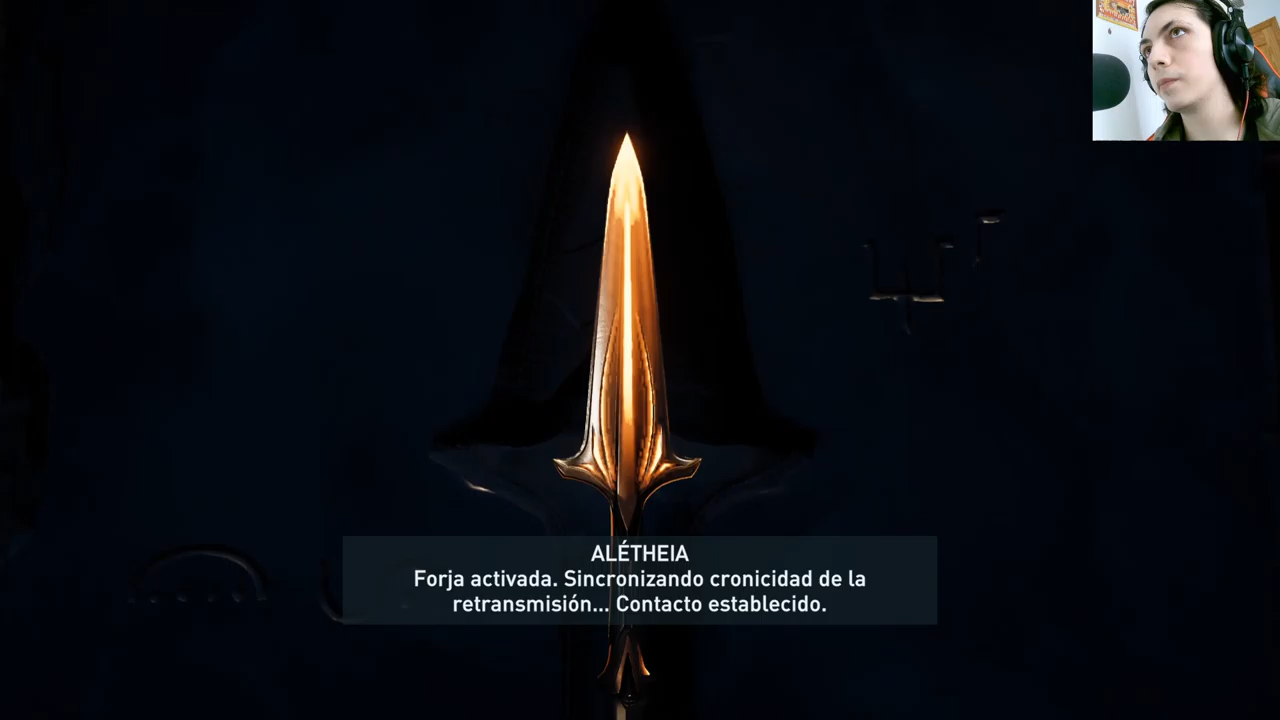 ALÉTHEIA
Forja activada. Sincronizando cronicidad de la
retransmisión... Contacto establecido.